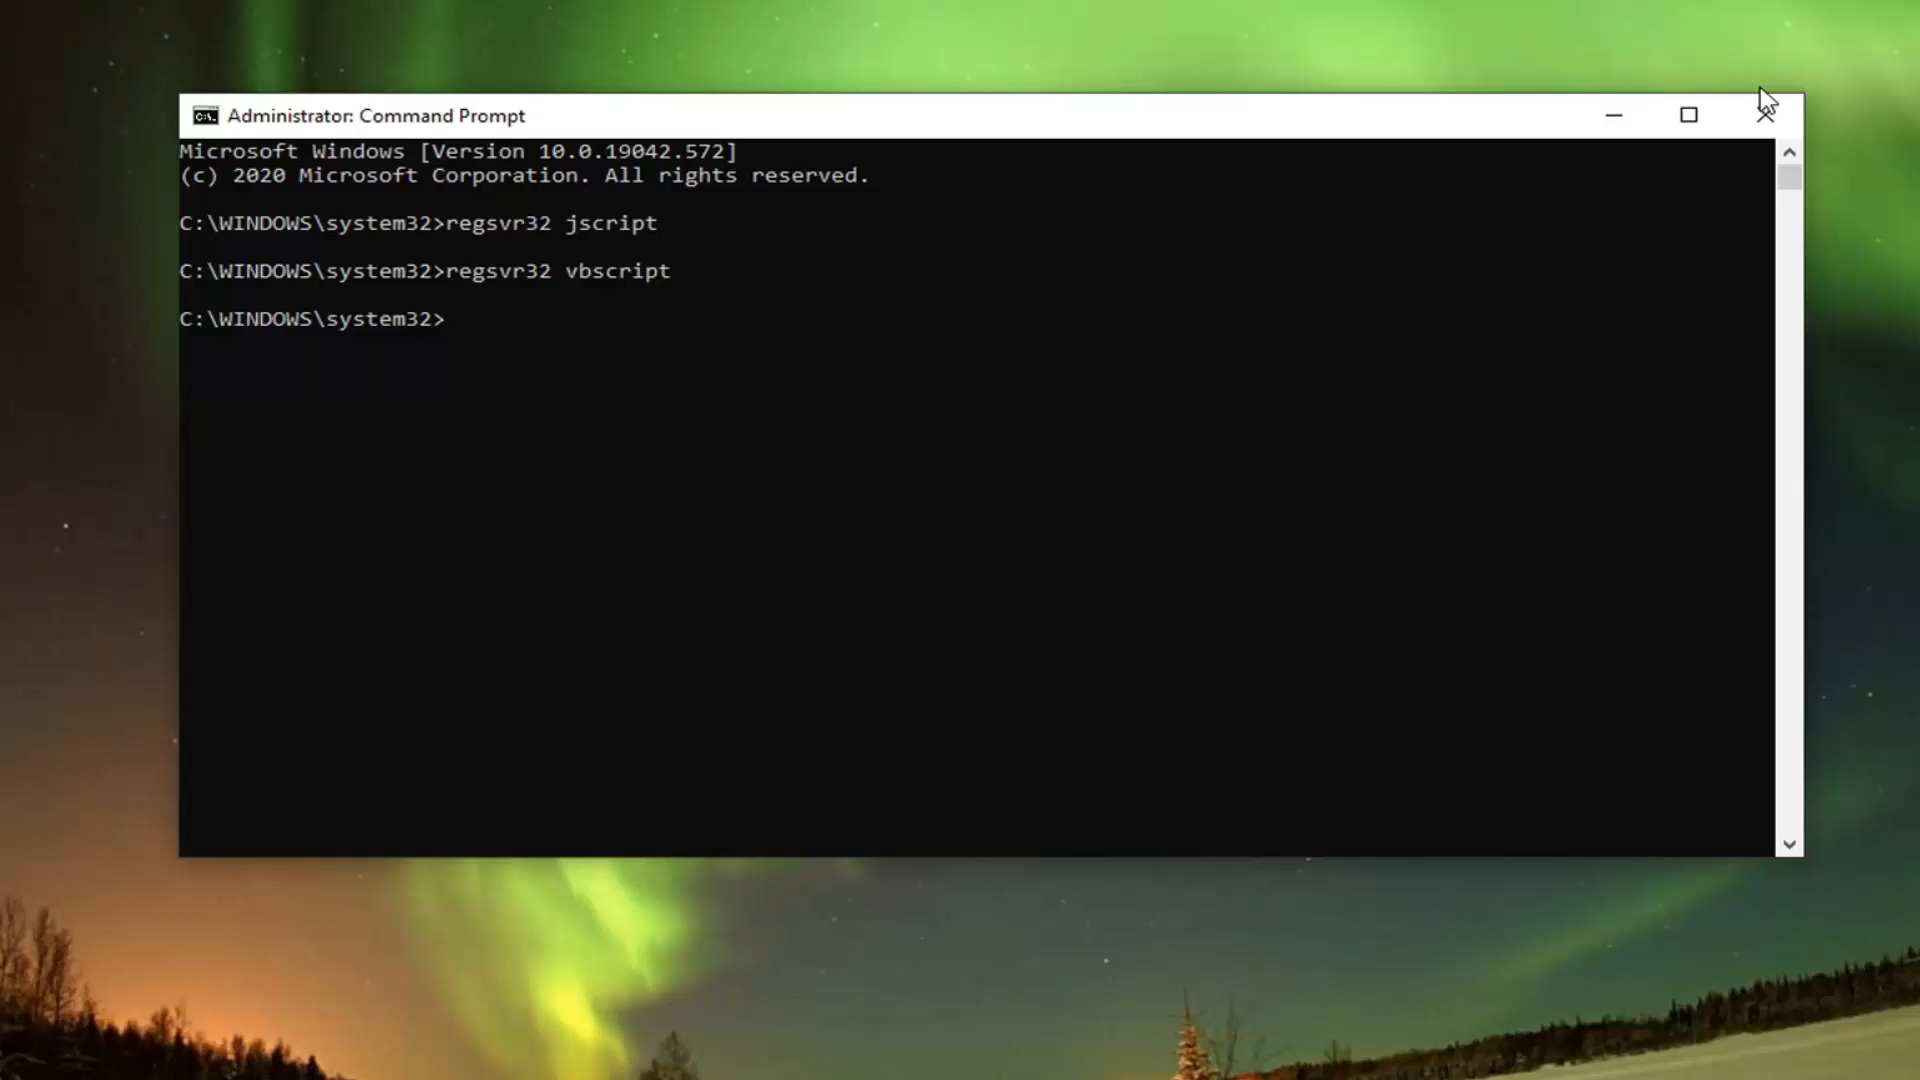 Administrator: Command Prompt
Microsoft Windows [Version 10.0.19042.572]
(c) 2020 Microsoft Corporation. All rights reserved.
C:\WINDOWS\system32>regsvr32 jscript
C:\WINDOWS\system32>regsvr32 vbscript
C:\WINDOWS\system32>